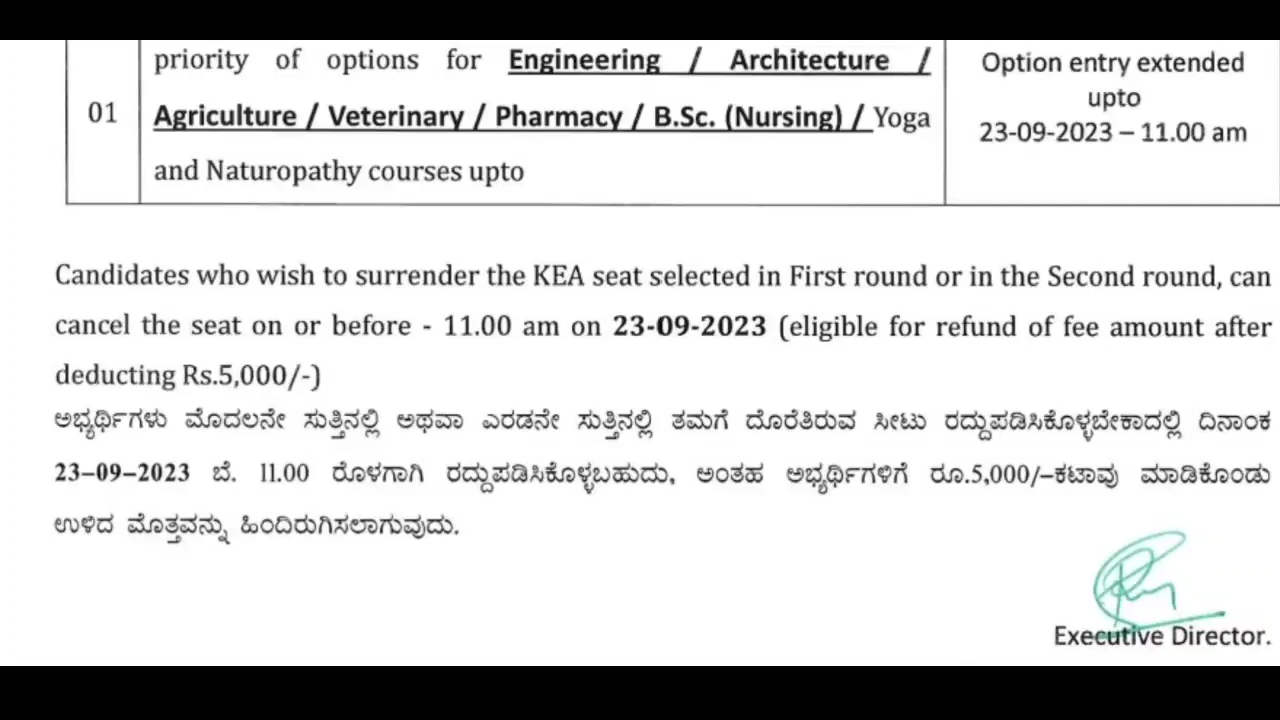 priority of options for Engineering / Architecture /
01
Agriculture / Veterinary / Pharmacy / B.Sc. (Nursing) / Yoga
and Naturopathy courses upto
Option entry extended
upto
23-09-2023 – 11.00 am
Candidates who wish to surrender the KEA seat selected in First round or in the Second round, can
cancel the seat on or before - 11.00 am on 23-09-2023 (eligible for refund of fee amount after
deducting Rs.5,000/-)
ಅಭ್ಯರ್ಥಿಗಳು ಮೊದಲನೇ ಸುತ್ತಿನಲ್ಲಿ ಅಥವಾ ಎರಡನೇ ಸುತ್ತಿನಲ್ಲಿ ತಮಗೆ ದೊರೆತಿರುವ ಸೀಟು ರದ್ದುಪಡಿಸಿಕೊಳ್ಳಬೇಕಾದಲ್ಲಿ ದಿನಾಂಕ
23–09–2023 ಬೆ. 11.00 ರೊಳಗಾಗಿ ರದ್ದುಪಡಿಸಿಕೊಳ್ಳಬಹುದು, ಅಂತಹ ಅಭ್ಯರ್ಥಿಗಳಿಗೆ ರೂ.5,000/–ಕಟಾವು ಮಾಡಿಕೊಂಡು
ಉಳಿದ ಮೊತ್ತವನ್ನು ಹಿಂದಿರುಗಿಸಲಾಗುವುದು.
Executive Director.